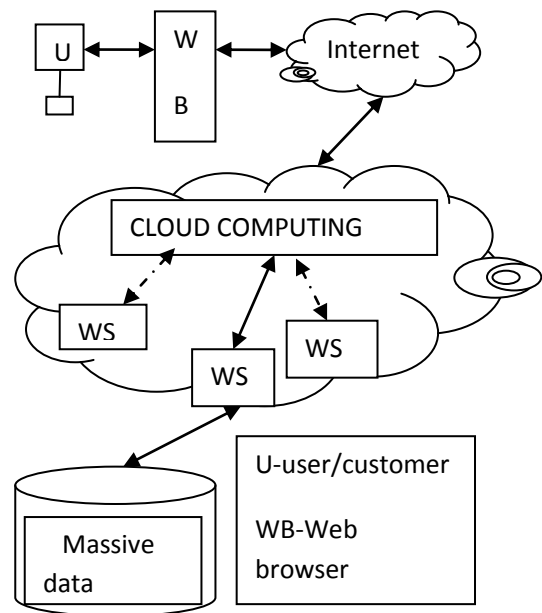 U
W
B
Internet
CLOUD COMPUTING
WS
WS
WS
Massive
data
U-user/customer
WB-Web
browser